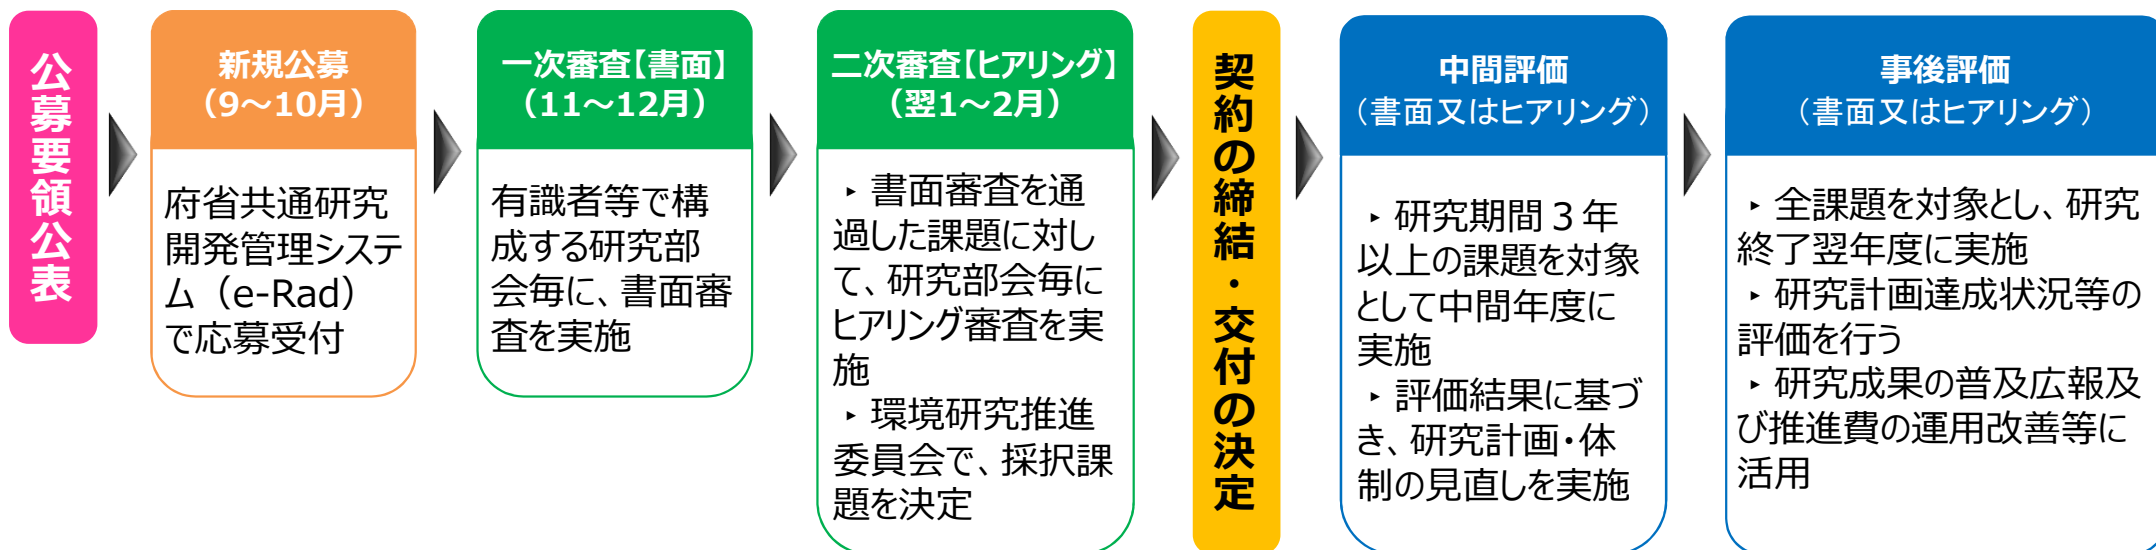 公募要領公表
新規公募
（9～10月）
府省共通研究
開発管理システ
ム（e-Rad）
で応募受付
一次審査【書面】
（11～12月）
有識者等で構
成する研究部
会毎に、書面審
査を実施
二次審査【ヒアリング】
（翌1～2月）
‣ 書面審査を通
過した課題に対し
て、研究部会毎に
ヒアリング審査を実
施
‣ 環境研究推進
委員会で、採択課
題を決定
契約の締結・交付の決定
中間評価
（書面又はヒアリング）
‣ 研究期間３年
以上の課題を対象
として中間年度に
実施
‣ 評価結果に基づ
き、研究計画・体
制の見直しを実施
事後評価
（書面又はヒアリング）
‣ 全課題を対象とし、研究
終了翌年度に実施
‣ 研究計画達成状況等の
評価を行う
‣ 研究成果の普及広報及
び推進費の運用改善等に
活用